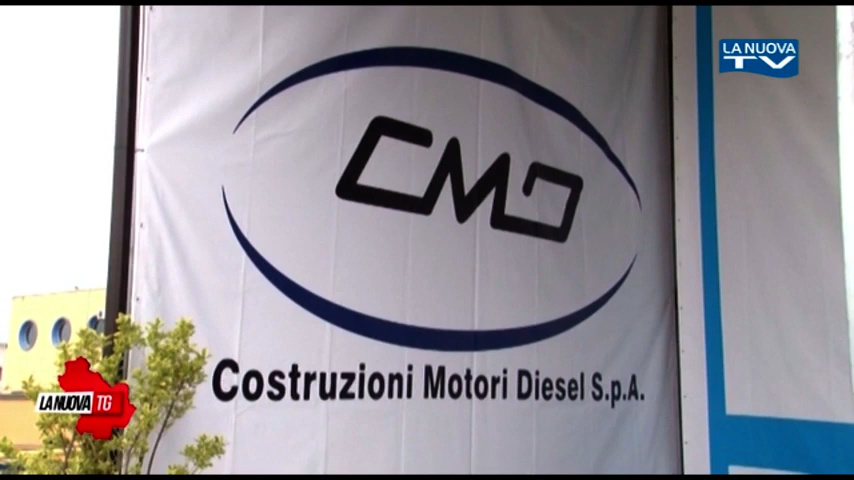 LA NUOVA
TV
CMD
Costruzioni Motori Diesel S.p.A.
LA NUOVA TG